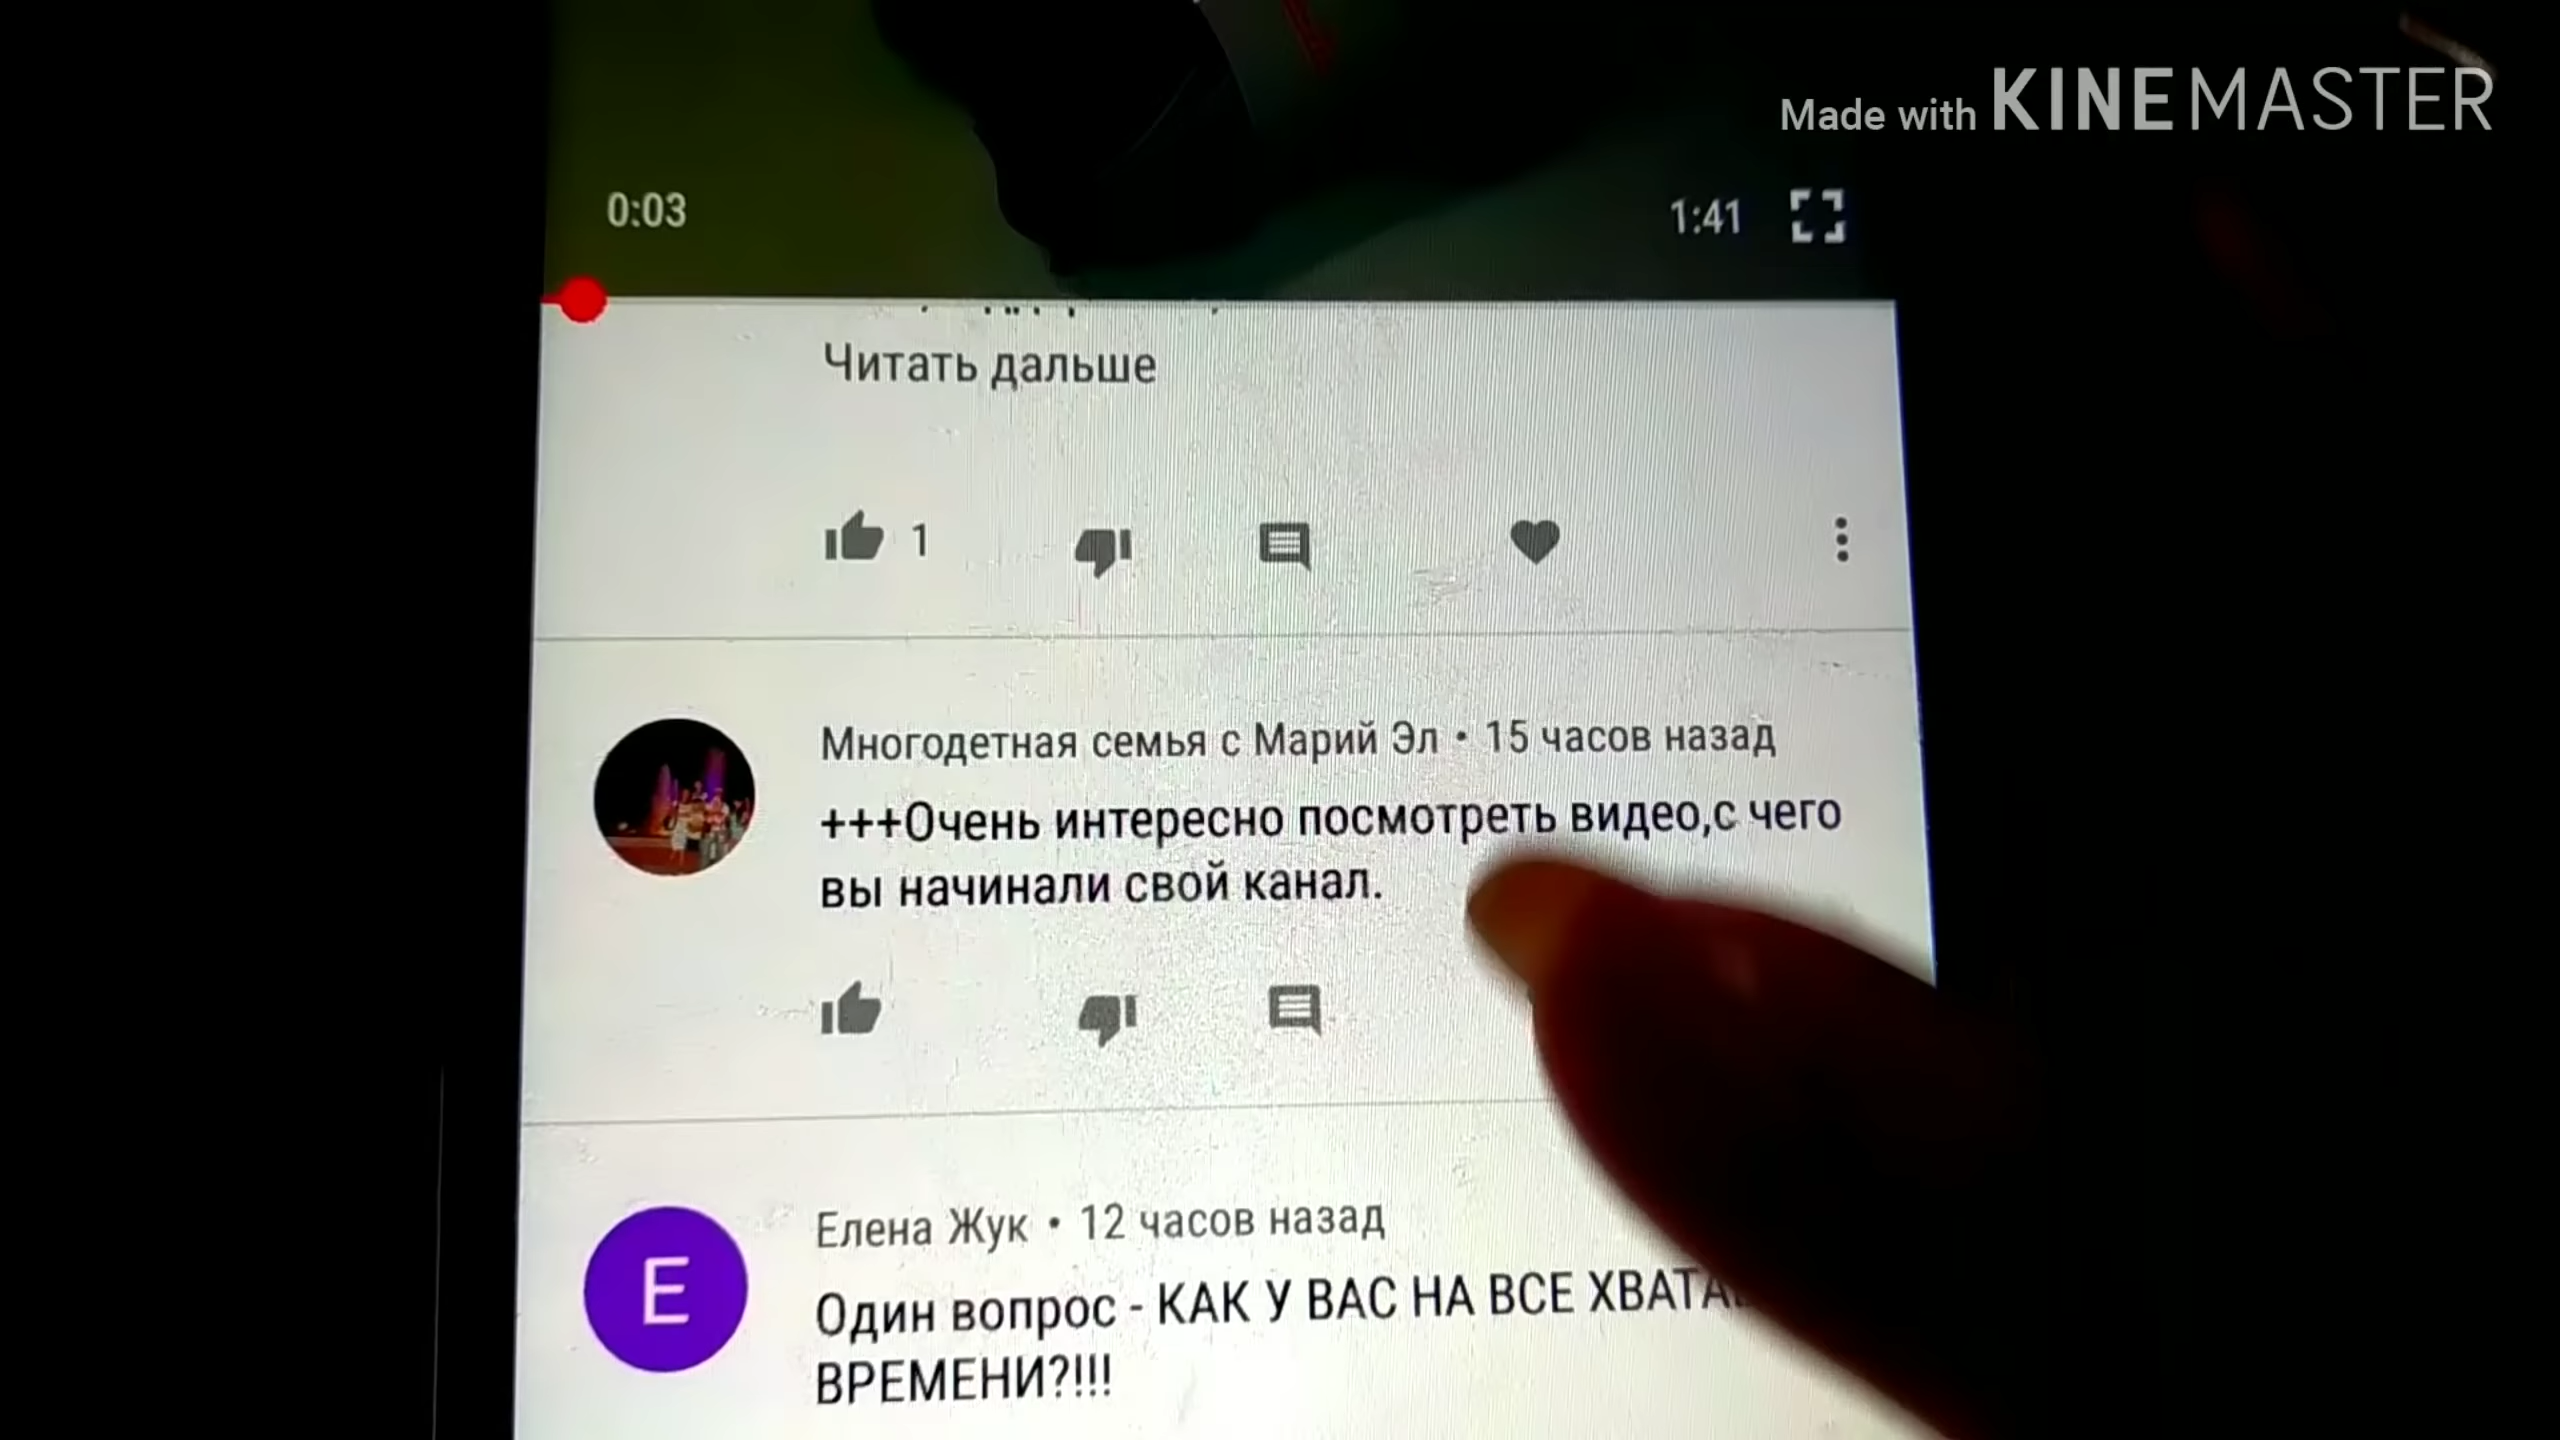 Made with KINEMASTER
0:03
1:41
Читать дальше
1
Многодетная семья с Марий Эл • 15 часов назад
+++Очень интересно посмотреть видео,с чего
вы начинали свой канал.
E
Елена Жук • 12 часов назад
Один вопрос - КАК У ВАС НА ВСЕ
ВРЕМЕНИ?!!!